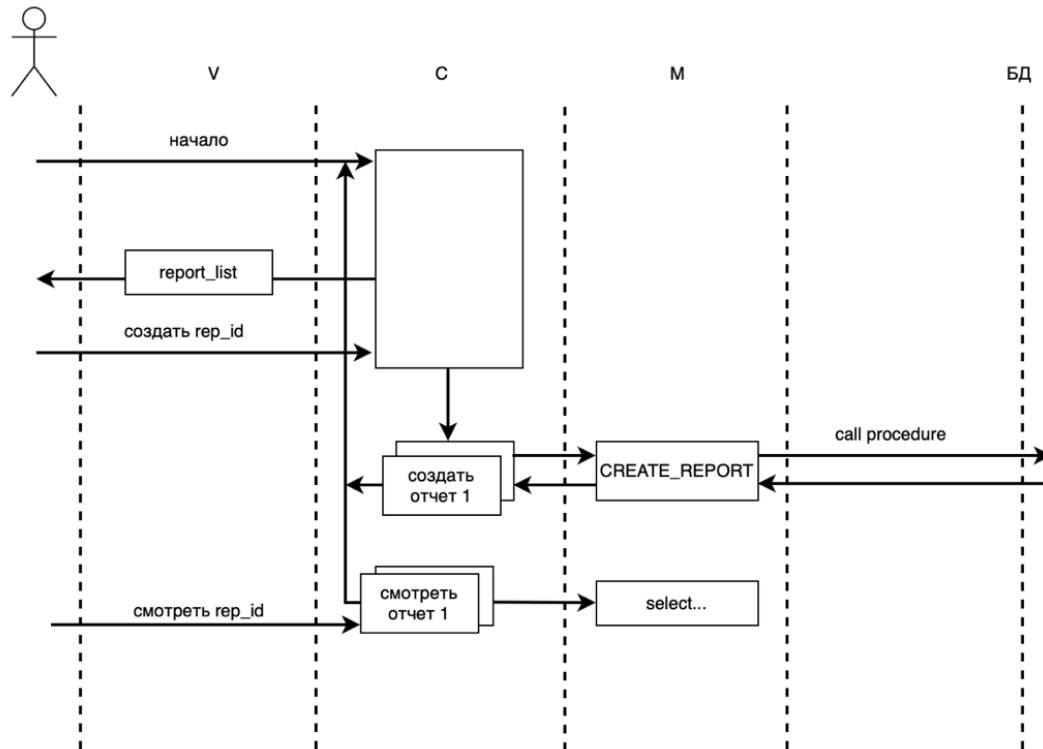 V
C
M
БД
начало
report_list
создать rep_id
call procedure
создать
отчет 1
CREATE_REPORT
смотреть
отчет 1
select...
смотреть rep_id